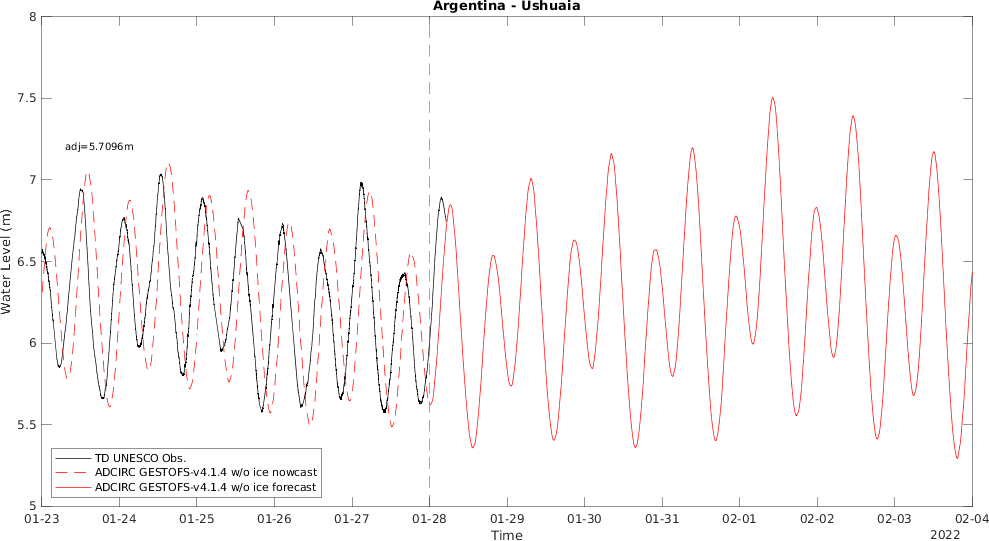 Argentina - Ushuaia
8
7.5
7
6.5
6
5.5
5
Water Level (m)
adj=5.7096m
TD UNESCO Obs.
ADCIRC GESTOFS-v4.1.4 w/o ice nowcast
ADCIRC GESTOFS-v4.1.4 w/o ice forecast
01-23 01-24 01-25 01-26 01-27 01-28 01-29 01-30 01-31 02-01 02-02 02-03 02-04
Time
2022